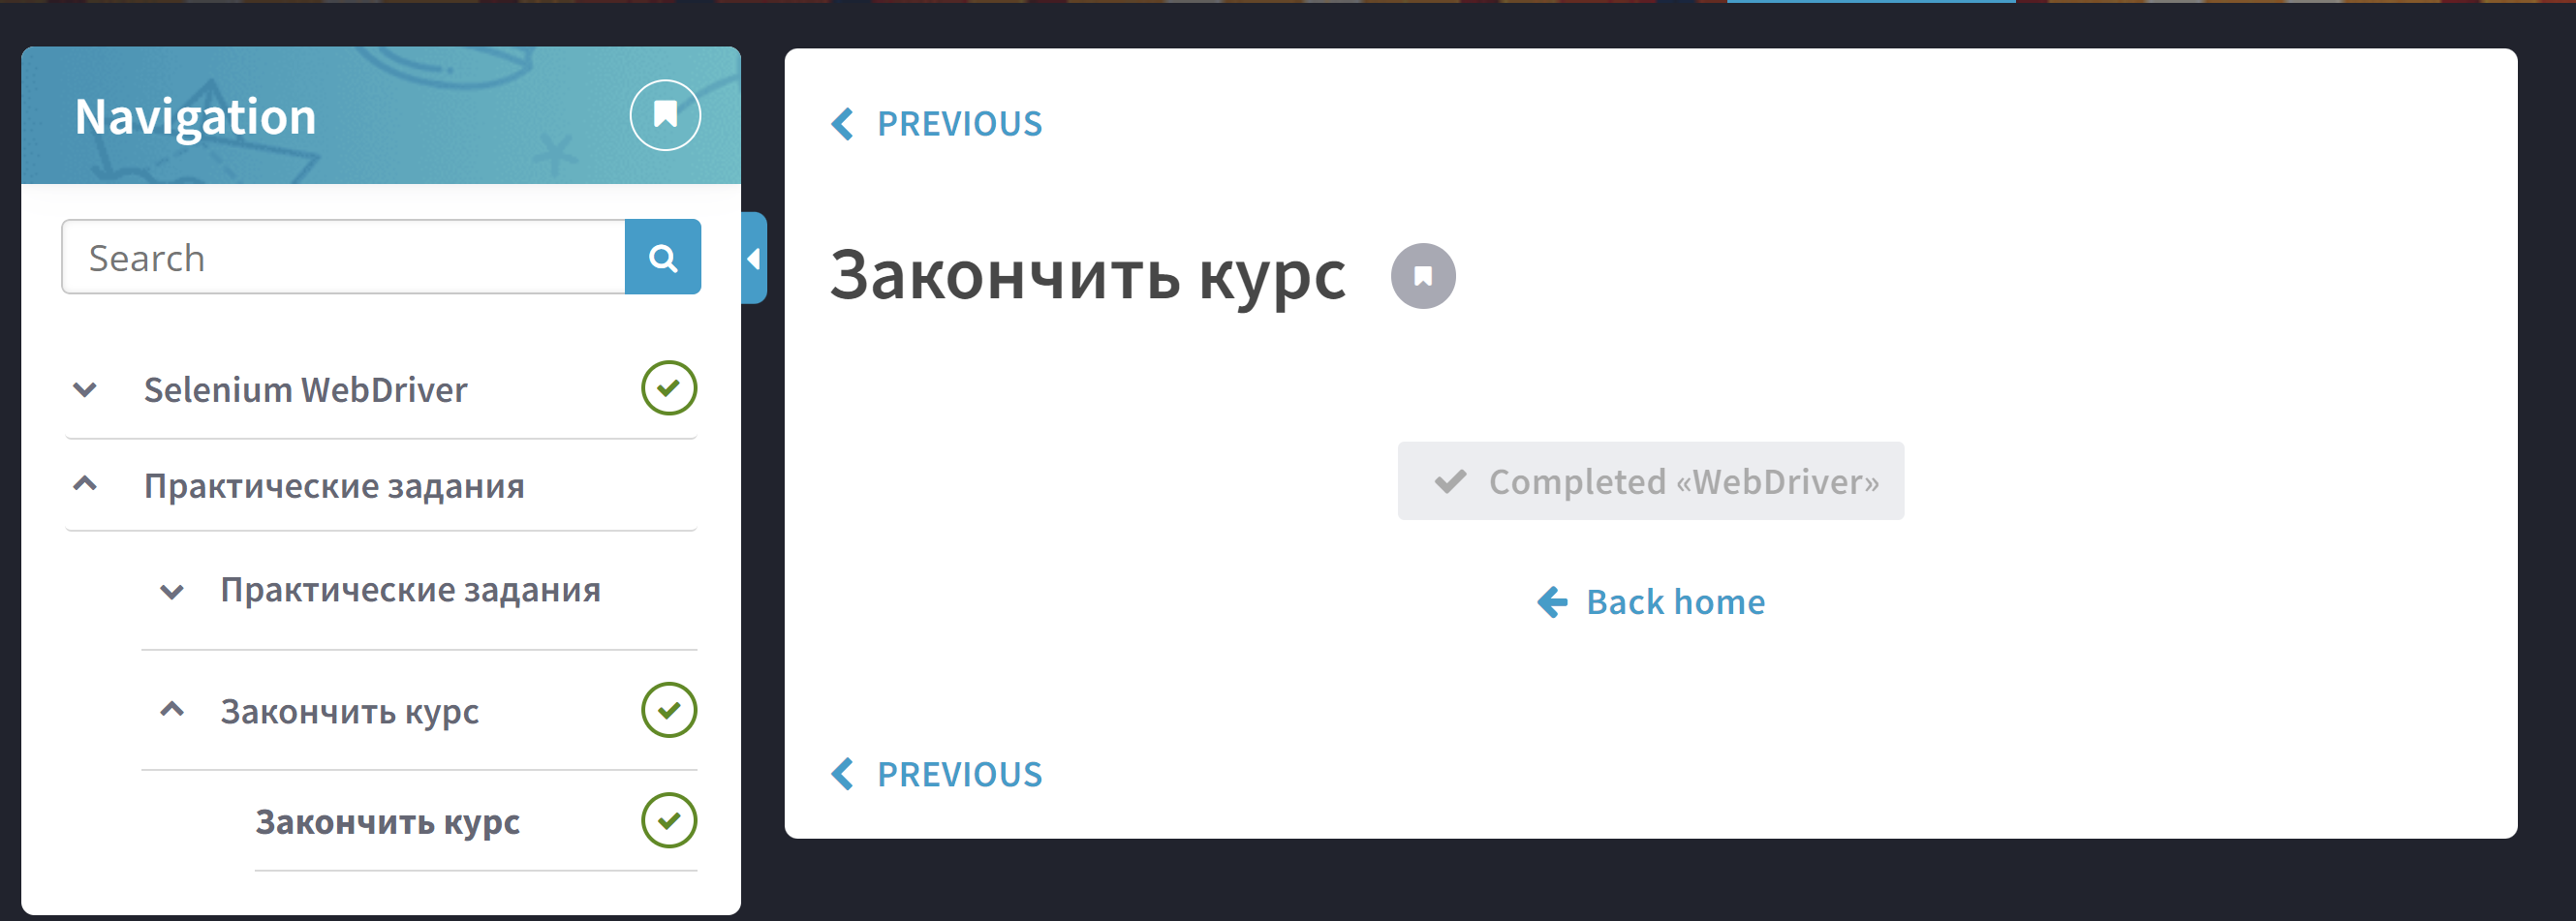 Navigation
Search
Selenium WebDriver
Практические задания
Практические задания
Закончить курс
Закончить курс
PREVIOUS
Закончить курс
Completed «WebDriver»
Back home
PREVIOUS